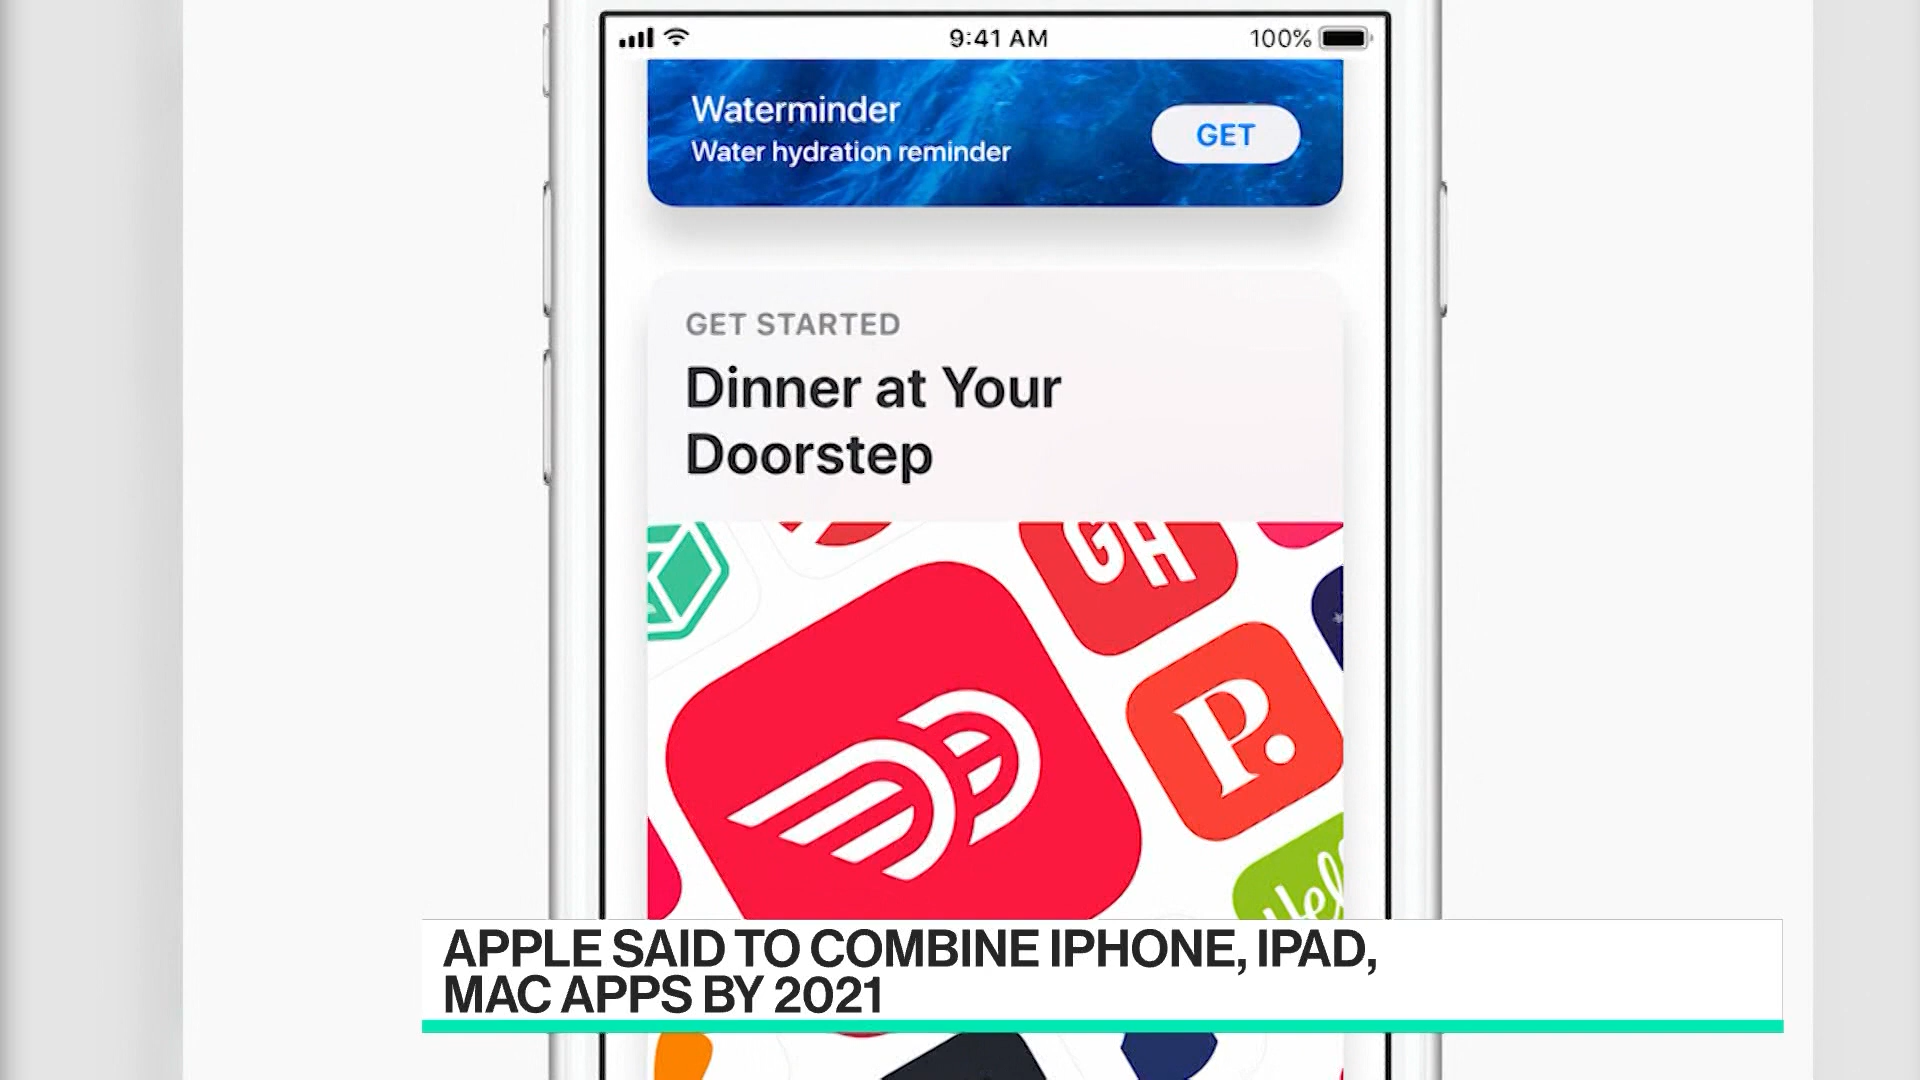 9:41 AM
100%
Waterminder
Water hydration reminder
GET
GET STARTED
Dinner at Your
Doorstep
GH
P.
APPLE SAID TO COMBINE IPHONE, IPAD,
MAC APPS BY 2021